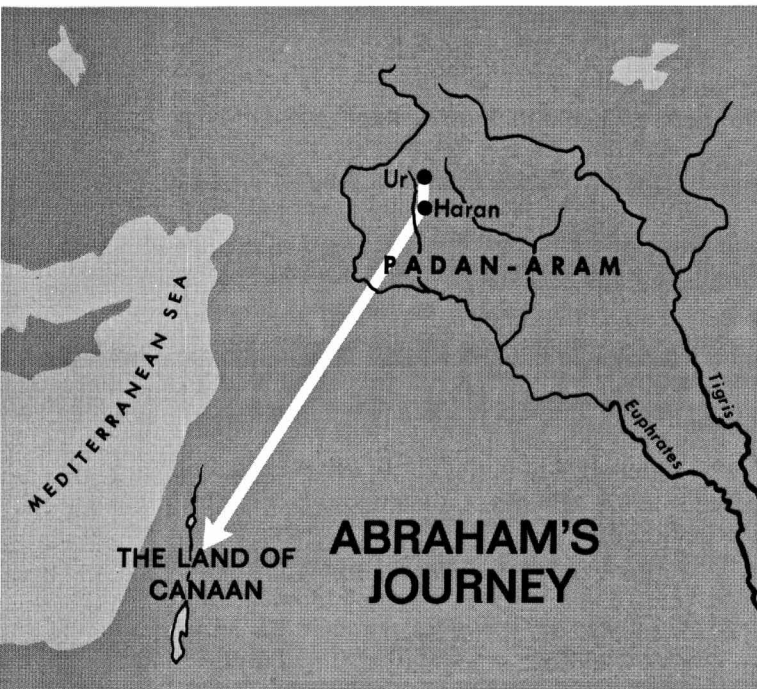 Ur
Haran
PADAN-ARAM
MEDITERRANEAN SEA
Tigris
Euphrates
THE LAND OF
CANAAN
ABRAHAM'S
JOURNEY